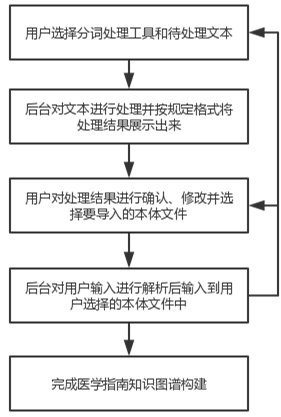 用户选择分词处理工具和待处理文本
后台对文本进行处理并按规定格式将
处理结果展示出来
用户对处理结果进行确认、修改并选
择要导入的本体文件
后台对用户输入进行解析后输入到用
户选择的本体文件中
完成医学指南知识图谱构建